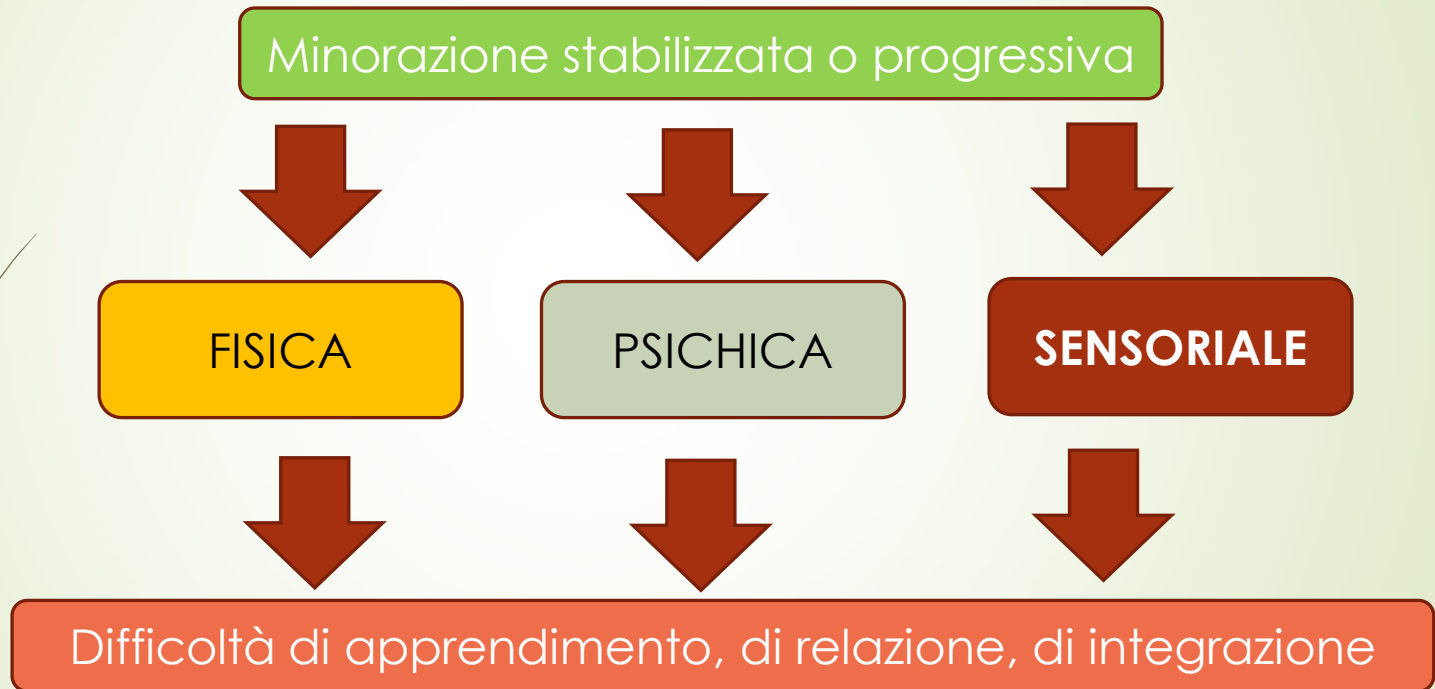 Minorazione stabilizzata o progressiva
FISICA
PSICHICA
SENSORIALE
Difficoltà di apprendimento, di relazione, di integrazione